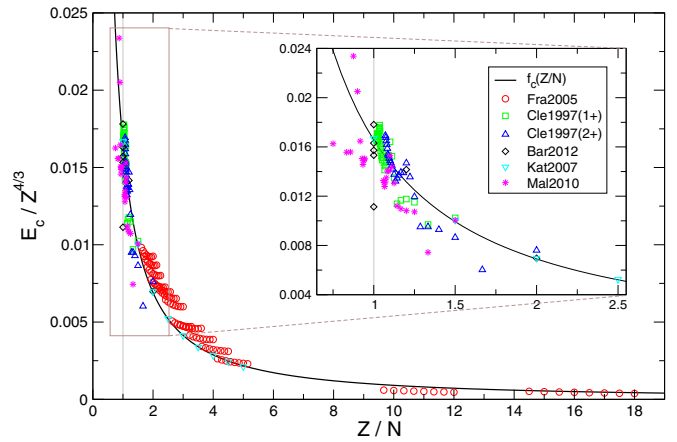 0.025
0.02
0.015
0.01
0.005
0
E_c / Z^{4/3}
0 2 4 6 8 10 12 14 16 18
Z / N
0.024
0.02
0.016
0.012
0.008
0.004
1 1.5 2 2.5
f_c(Z/N)
Fra2005
Cle1997(1+)
Cle1997(2+)
Bar2012
Kat2007
Mal2010